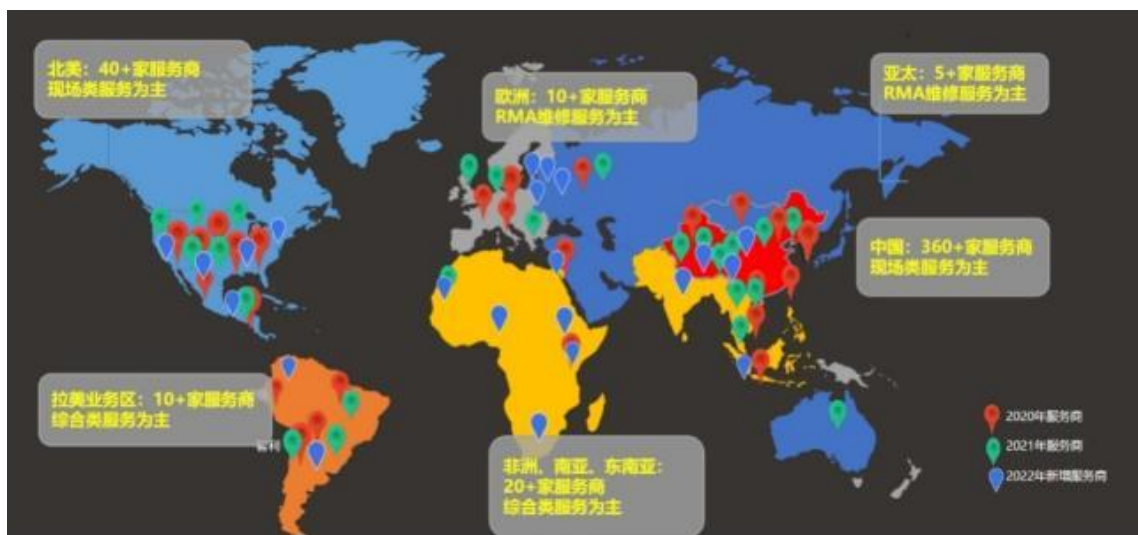 北美：40+家服务商
现场类服务为主
欧洲：10+家服务商
RMA维修服务为主
亚太：5+家服务商
RMA维修服务为主
中国：360+家服务商
现场类服务为主
拉美业务区：10+家服务商
综合类服务为主
智利
非洲、南亚、东南亚：
20+家服务商
综合类服务为主
2020年服务商
2021年服务商
2022年新增服务商